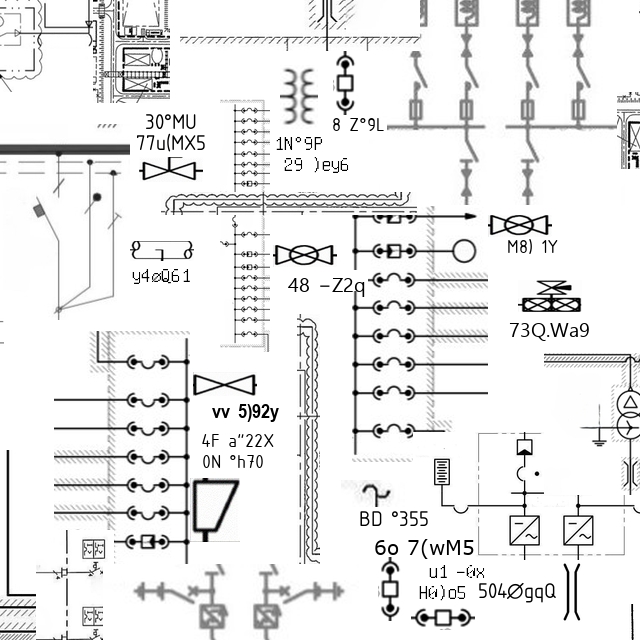 30°MU
77u(MX5
8 Z°9L
1N°9P
29 )ey6
M8) 1Y
y4øQ61
48 –Z2q
73Q.Wa9
vv 5)92y
4F a"22X
0N °h70
BD °355
6o 7(wM5
u1 –0x
H0)o5
504ØgqQ